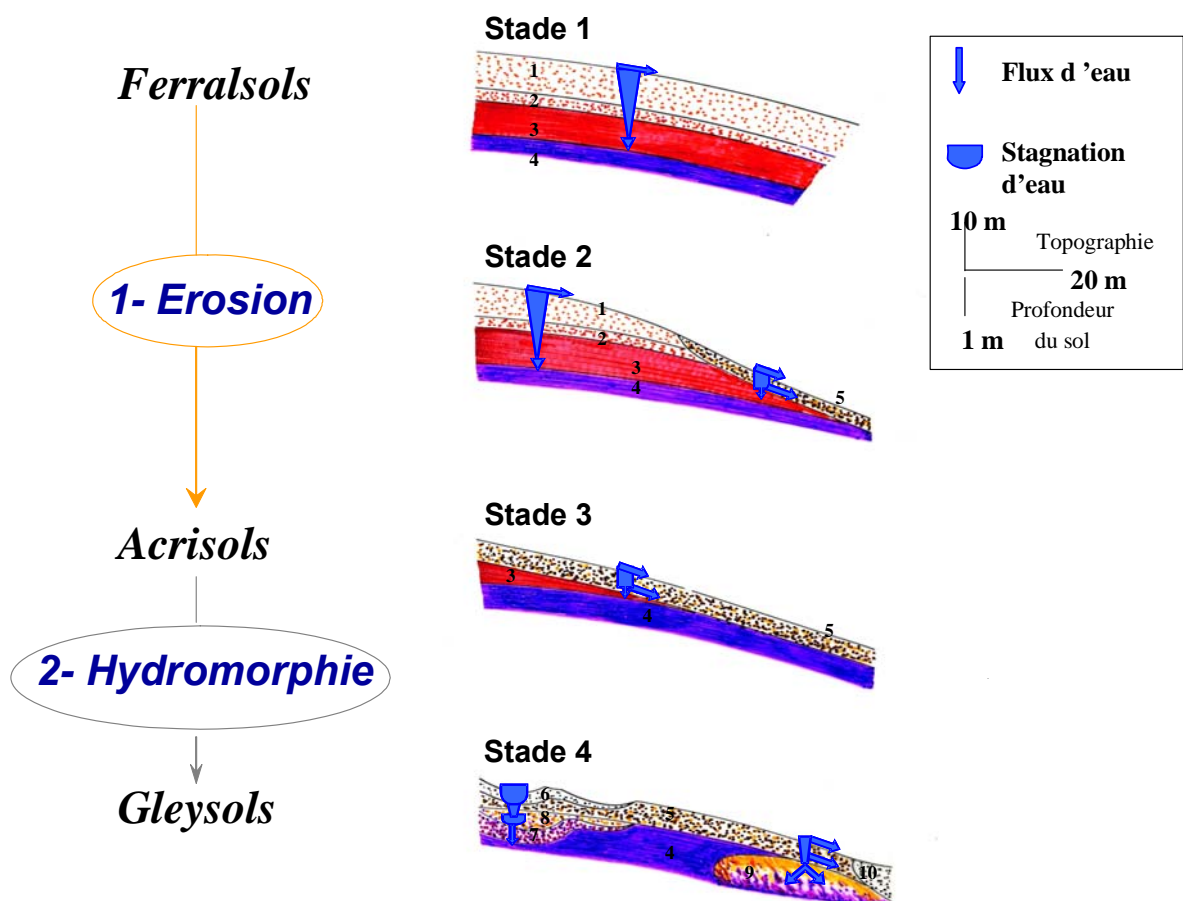 Ferralsols
1- Erosion
Acrisols
2- Hydromorphie
Gleysols
Stade 1
1
2
3
4
Stade 2
1
2
3
4
5
Stade 3
3
4
5
Stade 4
6
5
8
7
4
9
10
Flux d ’eau
Stagnation
d’eau
10 m
Topographie
20 m
Profondeur
1 m
du sol